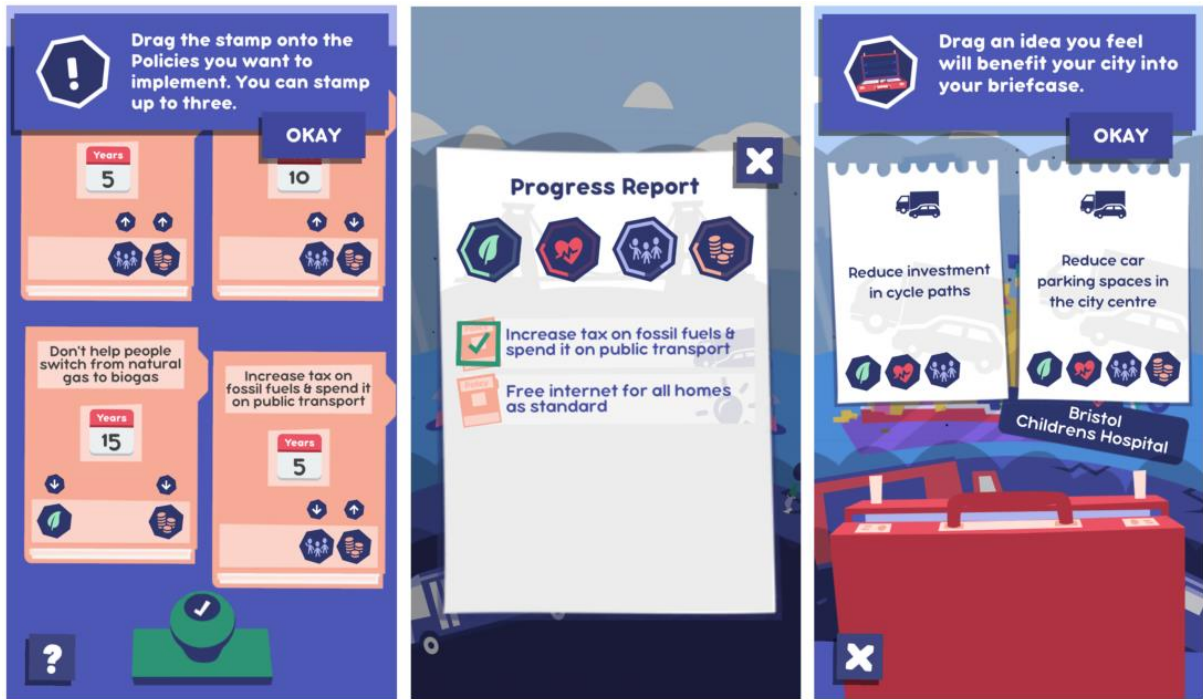 Drag the stamp onto the
Policies you want to
implement. You can stamp
up to three.
OKAY
Years
5
10
Don't help people
switch from natural
gas to biogas
Years
15
Increase tax on
fossil fuels & spend it
on public transport
Years
5
?
X
Progress Report
Increase tax on fossil fuels &
spend it on public transport
Free internet for all homes
as standard
Drag an idea you feel
will benefit your city into
your briefcase.
OKAY
Reduce investment
in cycle paths
Reduce car
parking spaces in
the city centre
Bristol
Childrens Hospital
X